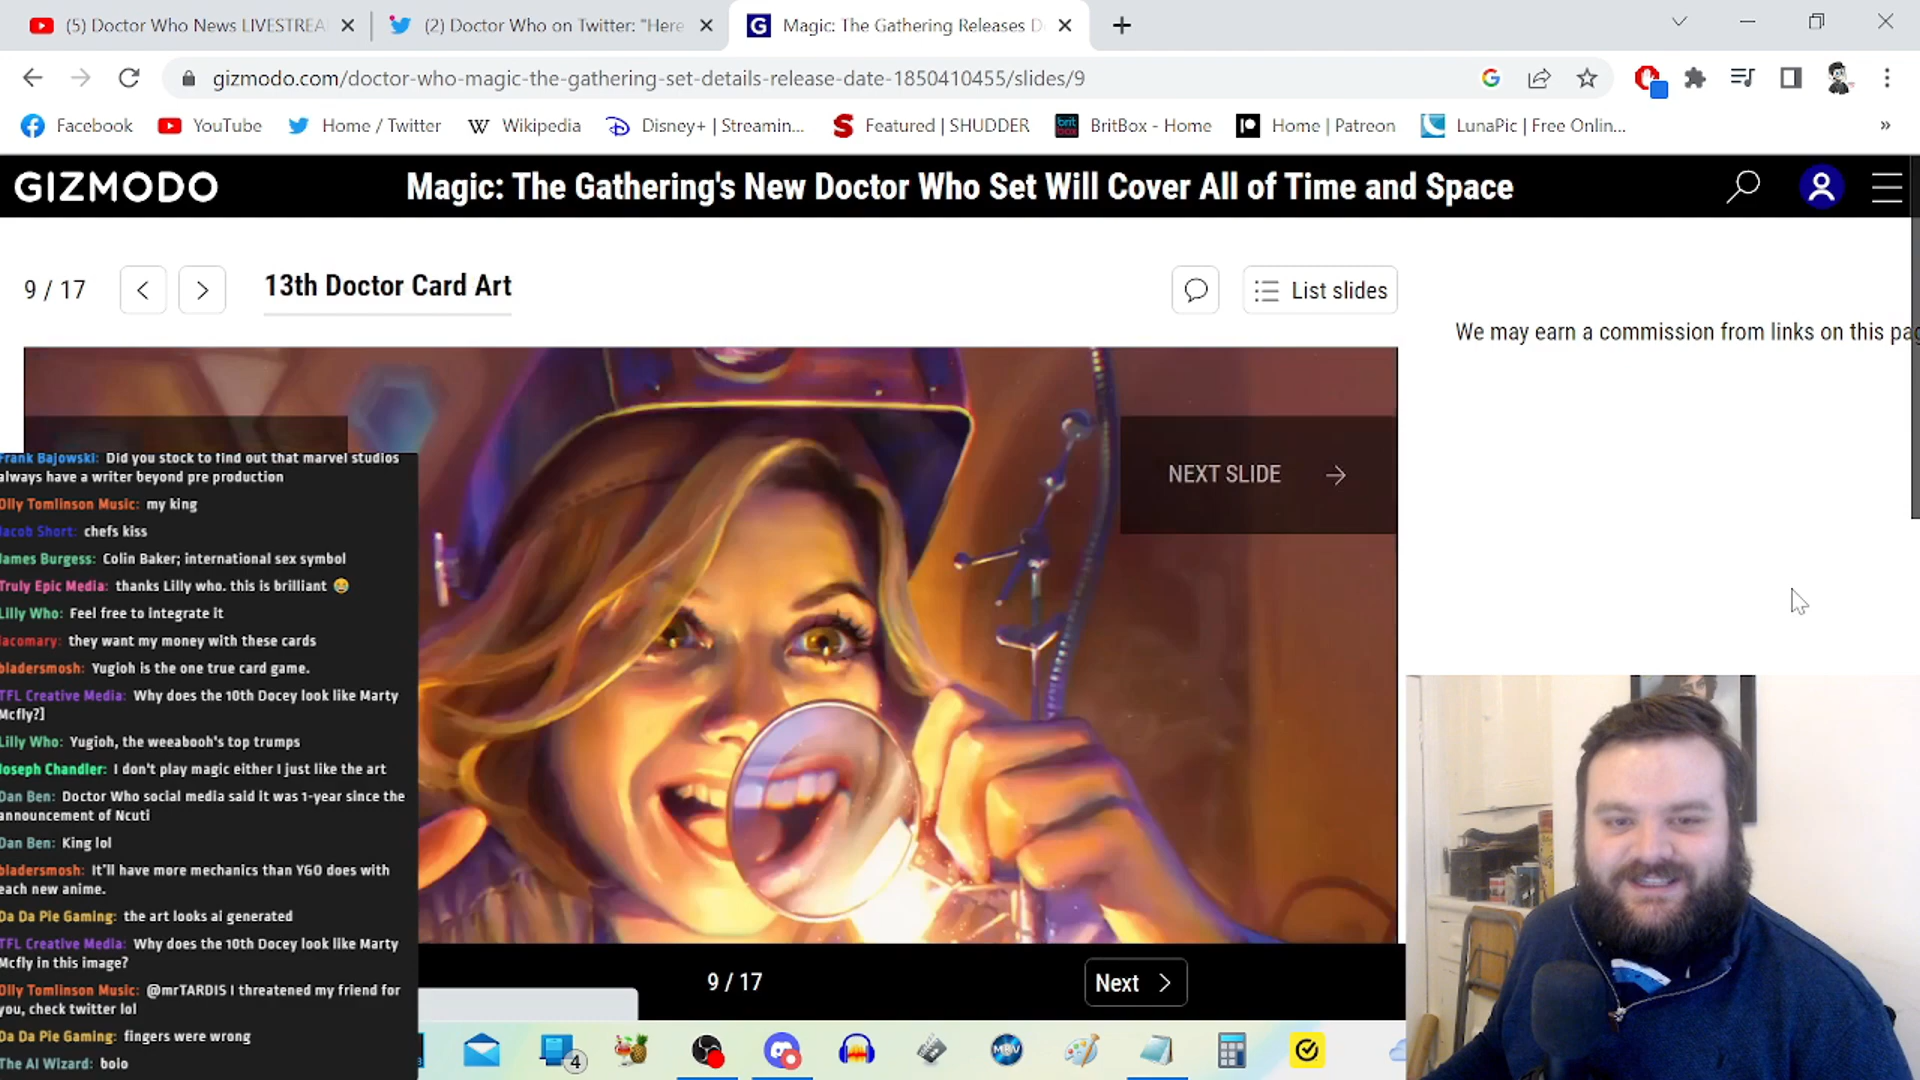 (5) Doctor Who News LIVESTREA
(2) Doctor Who on Twitter: "Here
Magic: The Gathering Releases D
gizmodo.com/doctor-who-magic-the-gathering-set-details-release-date-1850410455/slides/9
Facebook
YouTube
Home / Twitter
Wikipedia
Disney+ | Streamin...
Featured | SHUDDER
BritBox - Home
Home | Patreon
LunaPic | Free Onlin...
»
GIZMODO
Magic: The Gathering's New Doctor Who Set Will Cover All of Time and Space
9 / 17
13th Doctor Card Art
List slides
We may earn a commission from links on this pag
NEXT SLIDE
Frank Bajowski: Did you stock to find out that marvel studios
always have a writer beyond pre production
Olly Tomlinson Music: my king
Jacob Short: chefs kiss
James Burgess: Colin Baker; international sex symbol
Truly Epic Media: thanks Lilly who. this is brilliant 😂
Lilly Who: Feel free to integrate it
lacomary: they want my money with these cards
bladersmosh: Yugioh is the one true card game.
TFL Creative Media: Why does the 10th Docey look like Marty
Mcfly?]
Lilly Who: Yugioh, the weeabooh's top trumps
Joseph Chandler: I don't play magic either I just like the art
Dan Ben: Doctor Who social media said it was 1-year since the
announcement of Ncuti
Dan Ben: King lol
bladersmosh: It'll have more mechanics than YGO does with
each new anime.
Da Da Pie Gaming: the art looks ai generated
TFL Creative Media: Why does the 10th Docey look like Marty
Mcfly in this image?
Olly Tomlinson Music: @mrTARDIS I threatened my friend for
you, check twitter lol
Da Da Pie Gaming: fingers were wrong
The AI Wizard: bolo
9 / 17
Next
4
MBV